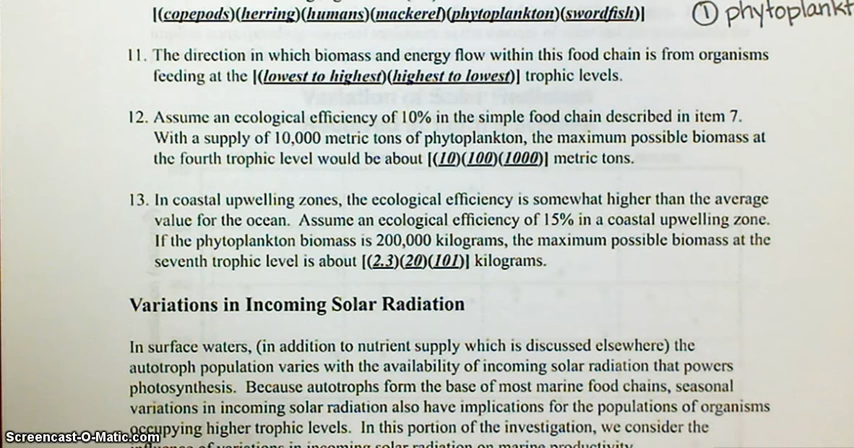 [(copepods)(herring)(humans)(mackerel)(phytoplankton)(swordfish)]
① phytoplankt
11. The direction in which biomass and energy flow within this food chain is from organisms
feeding at the [(lowest to highest)(highest to lowest)] trophic levels.
12. Assume an ecological efficiency of 10% in the simple food chain described in item 7.
With a supply of 10,000 metric tons of phytoplankton, the maximum possible biomass at
the fourth trophic level would be about [(10)(100)(1000)] metric tons.
13. In coastal upwelling zones, the ecological efficiency is somewhat higher than the average
value for the ocean. Assume an ecological efficiency of 15% in a coastal upwelling zone.
If the phytoplankton biomass is 200,000 kilograms, the maximum possible biomass at the
seventh trophic level is about [(2.3)(20)(101)] kilograms.
Variations in Incoming Solar Radiation
In surface waters, (in addition to nutrient supply which is discussed elsewhere) the
autotroph population varies with the availability of incoming solar radiation that powers
photosynthesis. Because autotrophs form the base of most marine food chains, seasonal
variations in incoming solar radiation also have implications for the populations of organisms
occupying higher trophic levels. In this portion of the investigation, we consider the
influence of variations in incoming solar radiation on marine productivity.
Screencast-O-Matic.com